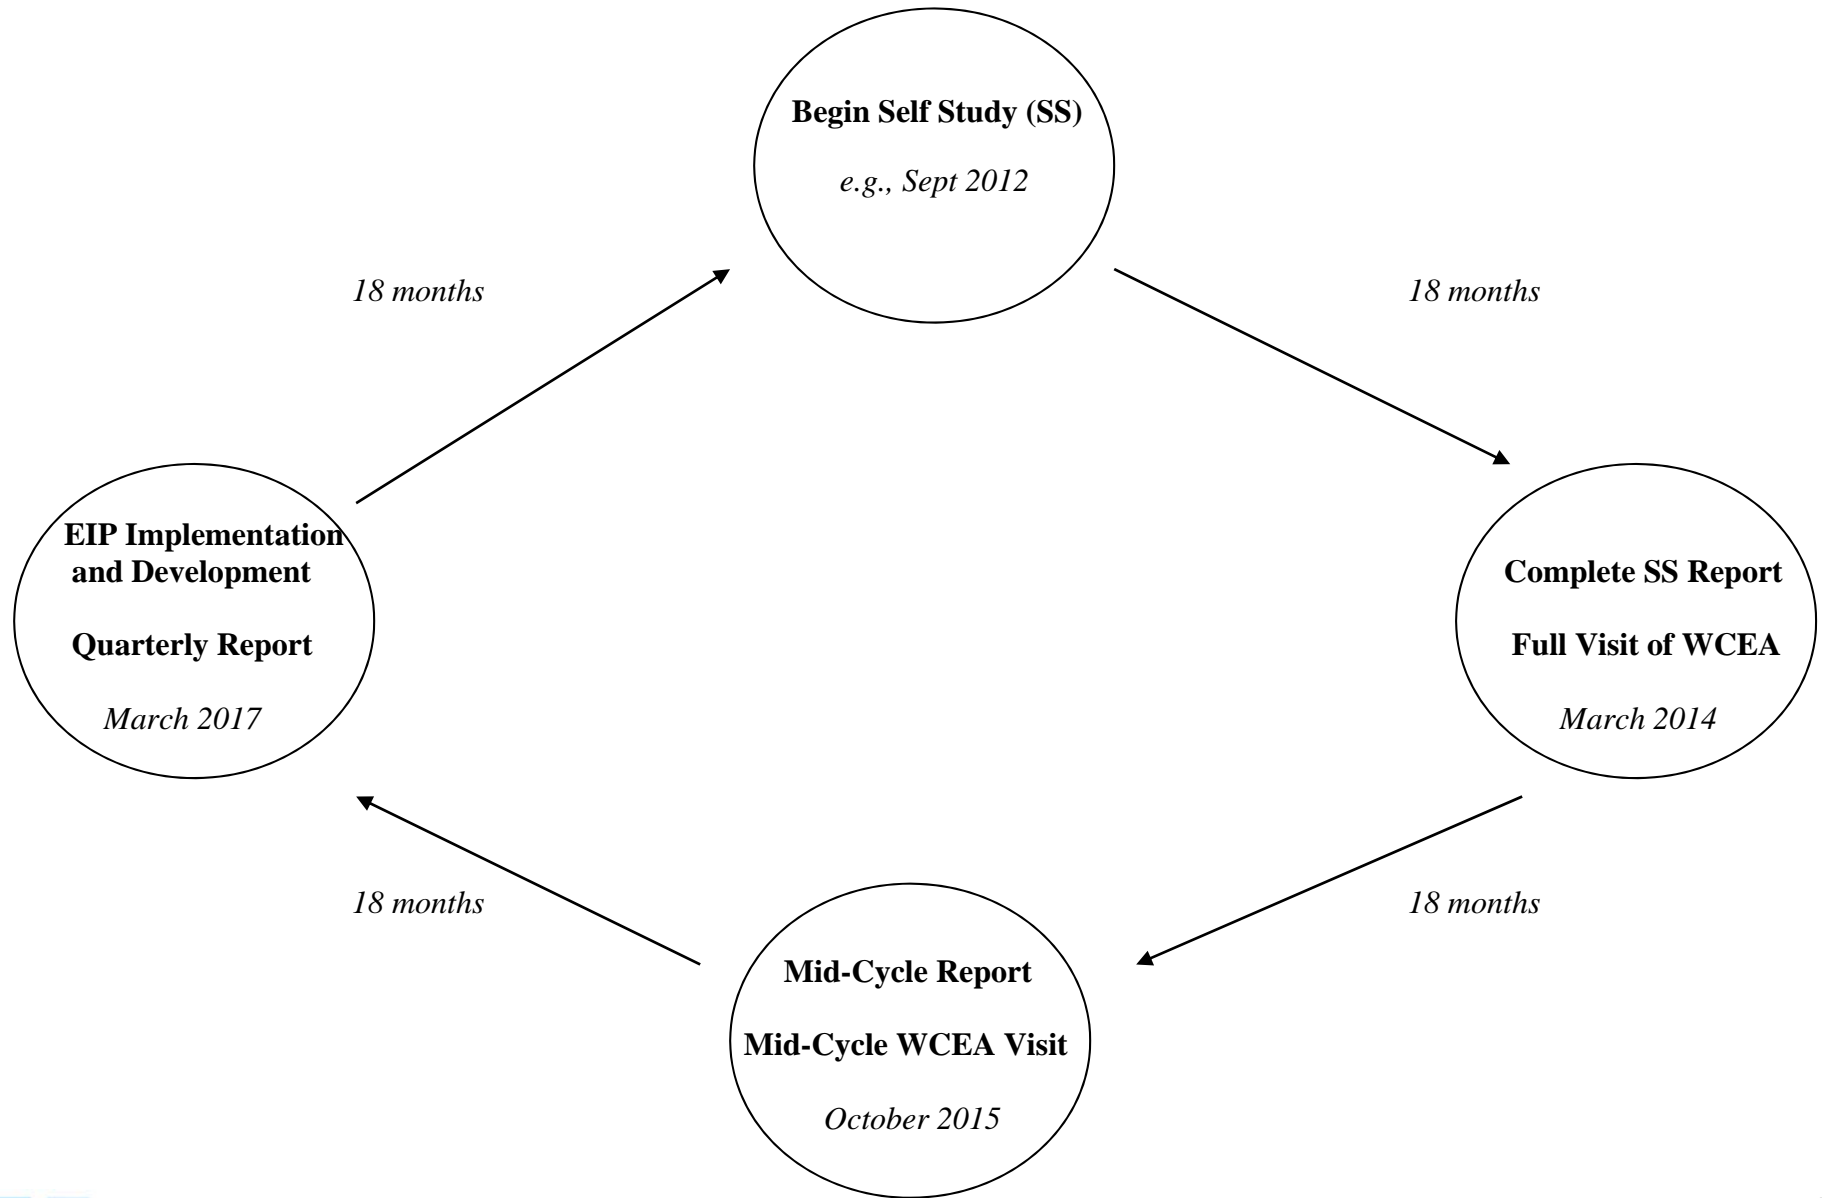 Begin Self Study (SS)
e.g., Sept 2012
18 months
18 months
EIP Implementation
and Development
Quarterly Report
March 2017
Complete SS Report
Full Visit of WCEA
March 2014
18 months
18 months
Mid-Cycle Report
Mid-Cycle WCEA Visit
October 2015